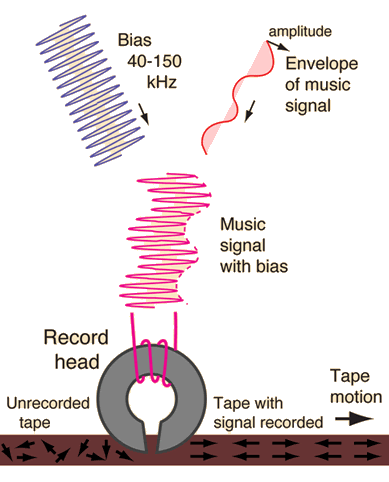 Bias
40-150
kHz
amplitude
Envelope
of music
signal
Music
signal
with bias
Record
head
Unrecorded
tape
Tape with
signal recorded
Tape
motion